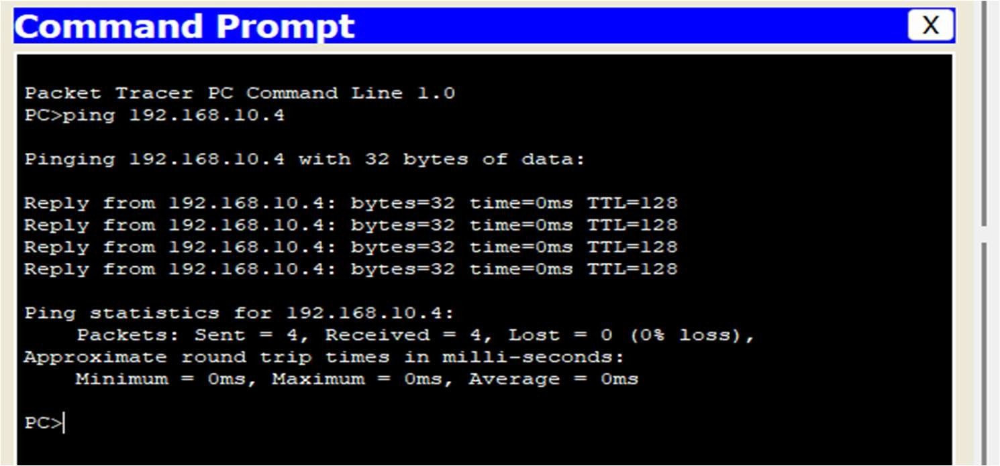 Command Prompt X
Packet Tracer PC Command Line 1.0
PC>ping 192.168.10.4
Pinging 192.168.10.4 with 32 bytes of data:
Reply from 192.168.10.4: bytes=32 time=0ms TTL=128
Reply from 192.168.10.4: bytes=32 time=0ms TTL=128
Reply from 192.168.10.4: bytes=32 time=0ms TTL=128
Reply from 192.168.10.4: bytes=32 time=0ms TTL=128
Ping statistics for 192.168.10.4:
Packets: Sent = 4, Received = 4, Lost = 0 (0% loss),
Approximate round trip times in milli-seconds:
Minimum = 0ms, Maximum = 0ms, Average = 0ms
PC>